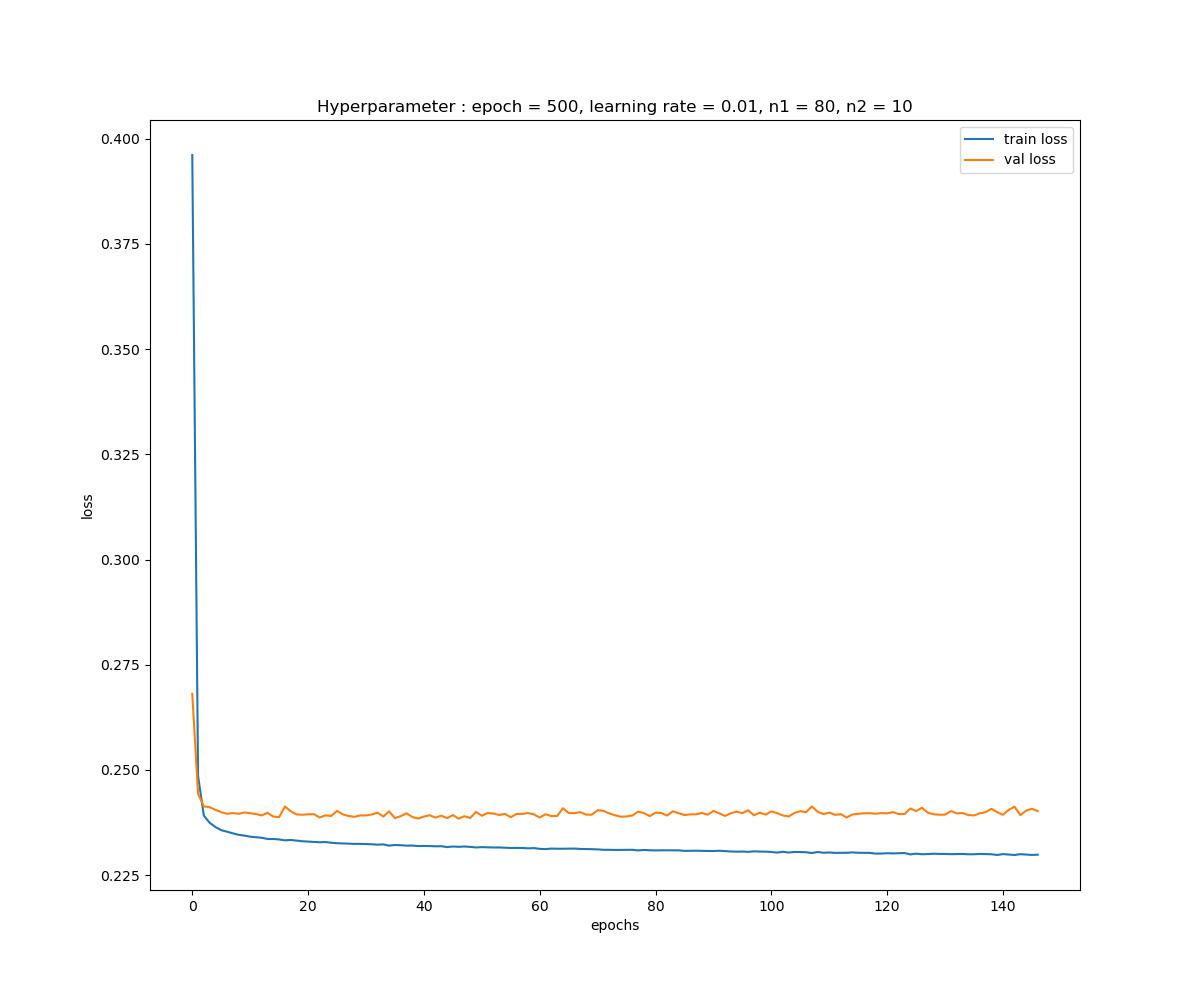 Hyperparameter : epoch = 500, learning rate = 0.01, n1 = 80, n2 = 10
train loss
val loss
0.400
0.375
0.350
0.325
0.300
0.275
0.250
0.225
loss
0 20 40 60 80 100 120 140
epochs